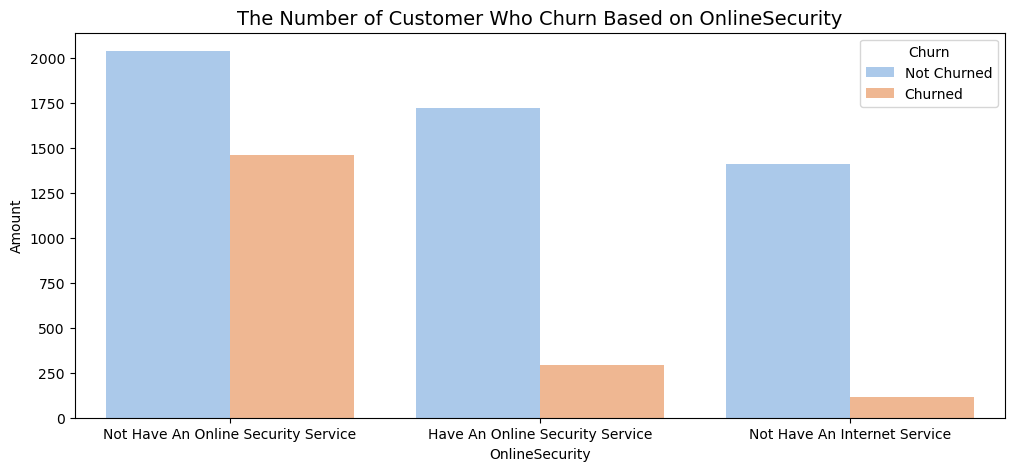 The Number of Customer Who Churn Based on OnlineSecurity
Churn
Not Churned
Churned
2000
1750
1500
1250
1000
750
500
250
0
Amount
Not Have An Online Security Service
Have An Online Security Service
Not Have An Internet Service
OnlineSecurity